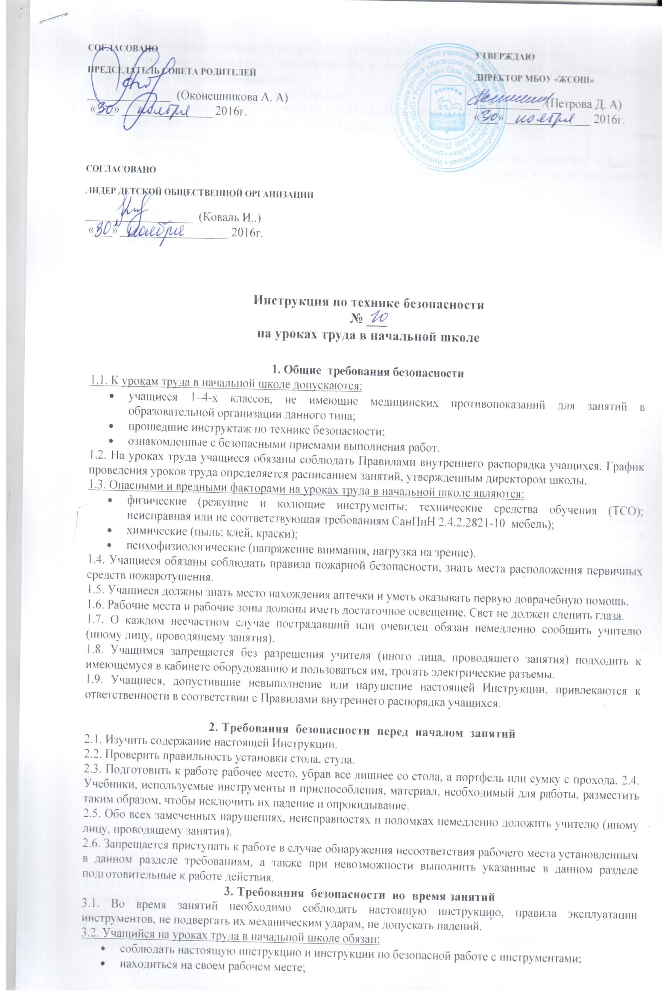 СОГЛАСОВАНО
ПРЕДСЕДАТЕЛЬ СОВЕТА РОДИТЕЛЕЙ
(Оконешникова А. А)
«30» ноября 2016г.
УТВЕРЖДАЮ
ДИРЕКТОР МБОУ «ЖСОШ»
(Петрова Д. А)
«30» ноября 2016г.
СОГЛАСОВАНО
ЛИДЕР ДЕТСКОЙ ОБЩЕСТВЕННОЙ ОРГАНИЗАЦИИ
(Коваль И..)
«30» ноября 2016г.
Инструкция по технике безопасности
№ 10
на уроках труда в начальной школе
1. Общие требования безопасности
1.1. К урокам труда в начальной школе допускаются:
• учащиеся 1–4-х классов, не имеющие медицинских противопоказаний для занятий в
образовательной организации данного типа;
• прошедшие инструктаж по технике безопасности;
• ознакомленные с безопасными приемами выполнения работ.
1.2. На уроках труда учащиеся обязаны соблюдать Правилами внутреннего распорядка учащихся. График
проведения уроков труда определяется расписанием занятий, утвержденным директором школы.
1.3. Опасными и вредными факторами на уроках труда в начальной школе являются:
• физические (режущие и колющие инструменты; технические средства обучения (ТСО);
неисправная или не соответствующая требованиям СанПиН 2.4.2.2821-10 мебель);
• химические (пыль; клей, краски);
• психофизиологические (напряжение внимания, нагрузка на зрение).
1.4. Учащиеся обязаны соблюдать правила пожарной безопасности, знать места расположения первичных
средств пожаротушения.
1.5. Учащиеся должны знать место нахождения аптечки и уметь оказывать первую доврачебную помощь.
1.6. Рабочие места и рабочие зоны должны иметь достаточное освещение. Свет не должен слепить глаза.
1.7. О каждом несчастном случае пострадавший или очевидец обязан немедленно сообщить учителю
(иному лицу, проводящему занятия).
1.8. Учащимся запрещается без разрешения учителя (иного лица, проводящего занятия) подходить к
имеющемуся в кабинете оборудованию и пользоваться им, трогать электрические разъемы.
1.9. Учащиеся, допустившие невыполнение или нарушение настоящей Инструкции, привлекаются к
ответственности в соответствии с Правилами внутреннего распорядка учащихся.
2. Требования безопасности перед началом занятий
2.1. Изучить содержание настоящей Инструкции.
2.2. Проверить правильность установки стола, стула.
2.3. Подготовить к работе рабочее место, убрав все лишнее со стола, а портфель или сумку с прохода. 2.4.
Учебники, используемые инструменты и приспособления, материал, необходимый для работы, разместить
таким образом, чтобы исключить их падение и опрокидывание.
2.5. Обо всех замеченных нарушениях, неисправностях и поломках немедленно доложить учителю (иному
лицу, проводящему занятия).
2.6. Запрещается приступать к работе в случае обнаружения несоответствия рабочего места установленным
в данном разделе требованиям, а также при невозможности выполнить указанные в данном разделе
подготовительные к работе действия.
3. Требования безопасности во время занятий
3.1. Во время занятий необходимо соблюдать настоящую инструкцию, правила эксплуатации
инструментов, не подвергать их механическим ударам, не допускать падений.
3.2. Учащийся на уроках труда в начальной школе обязан:
• соблюдать настоящую инструкцию и инструкции по безопасной работе с инструментами;
• находиться на своем рабочем месте;